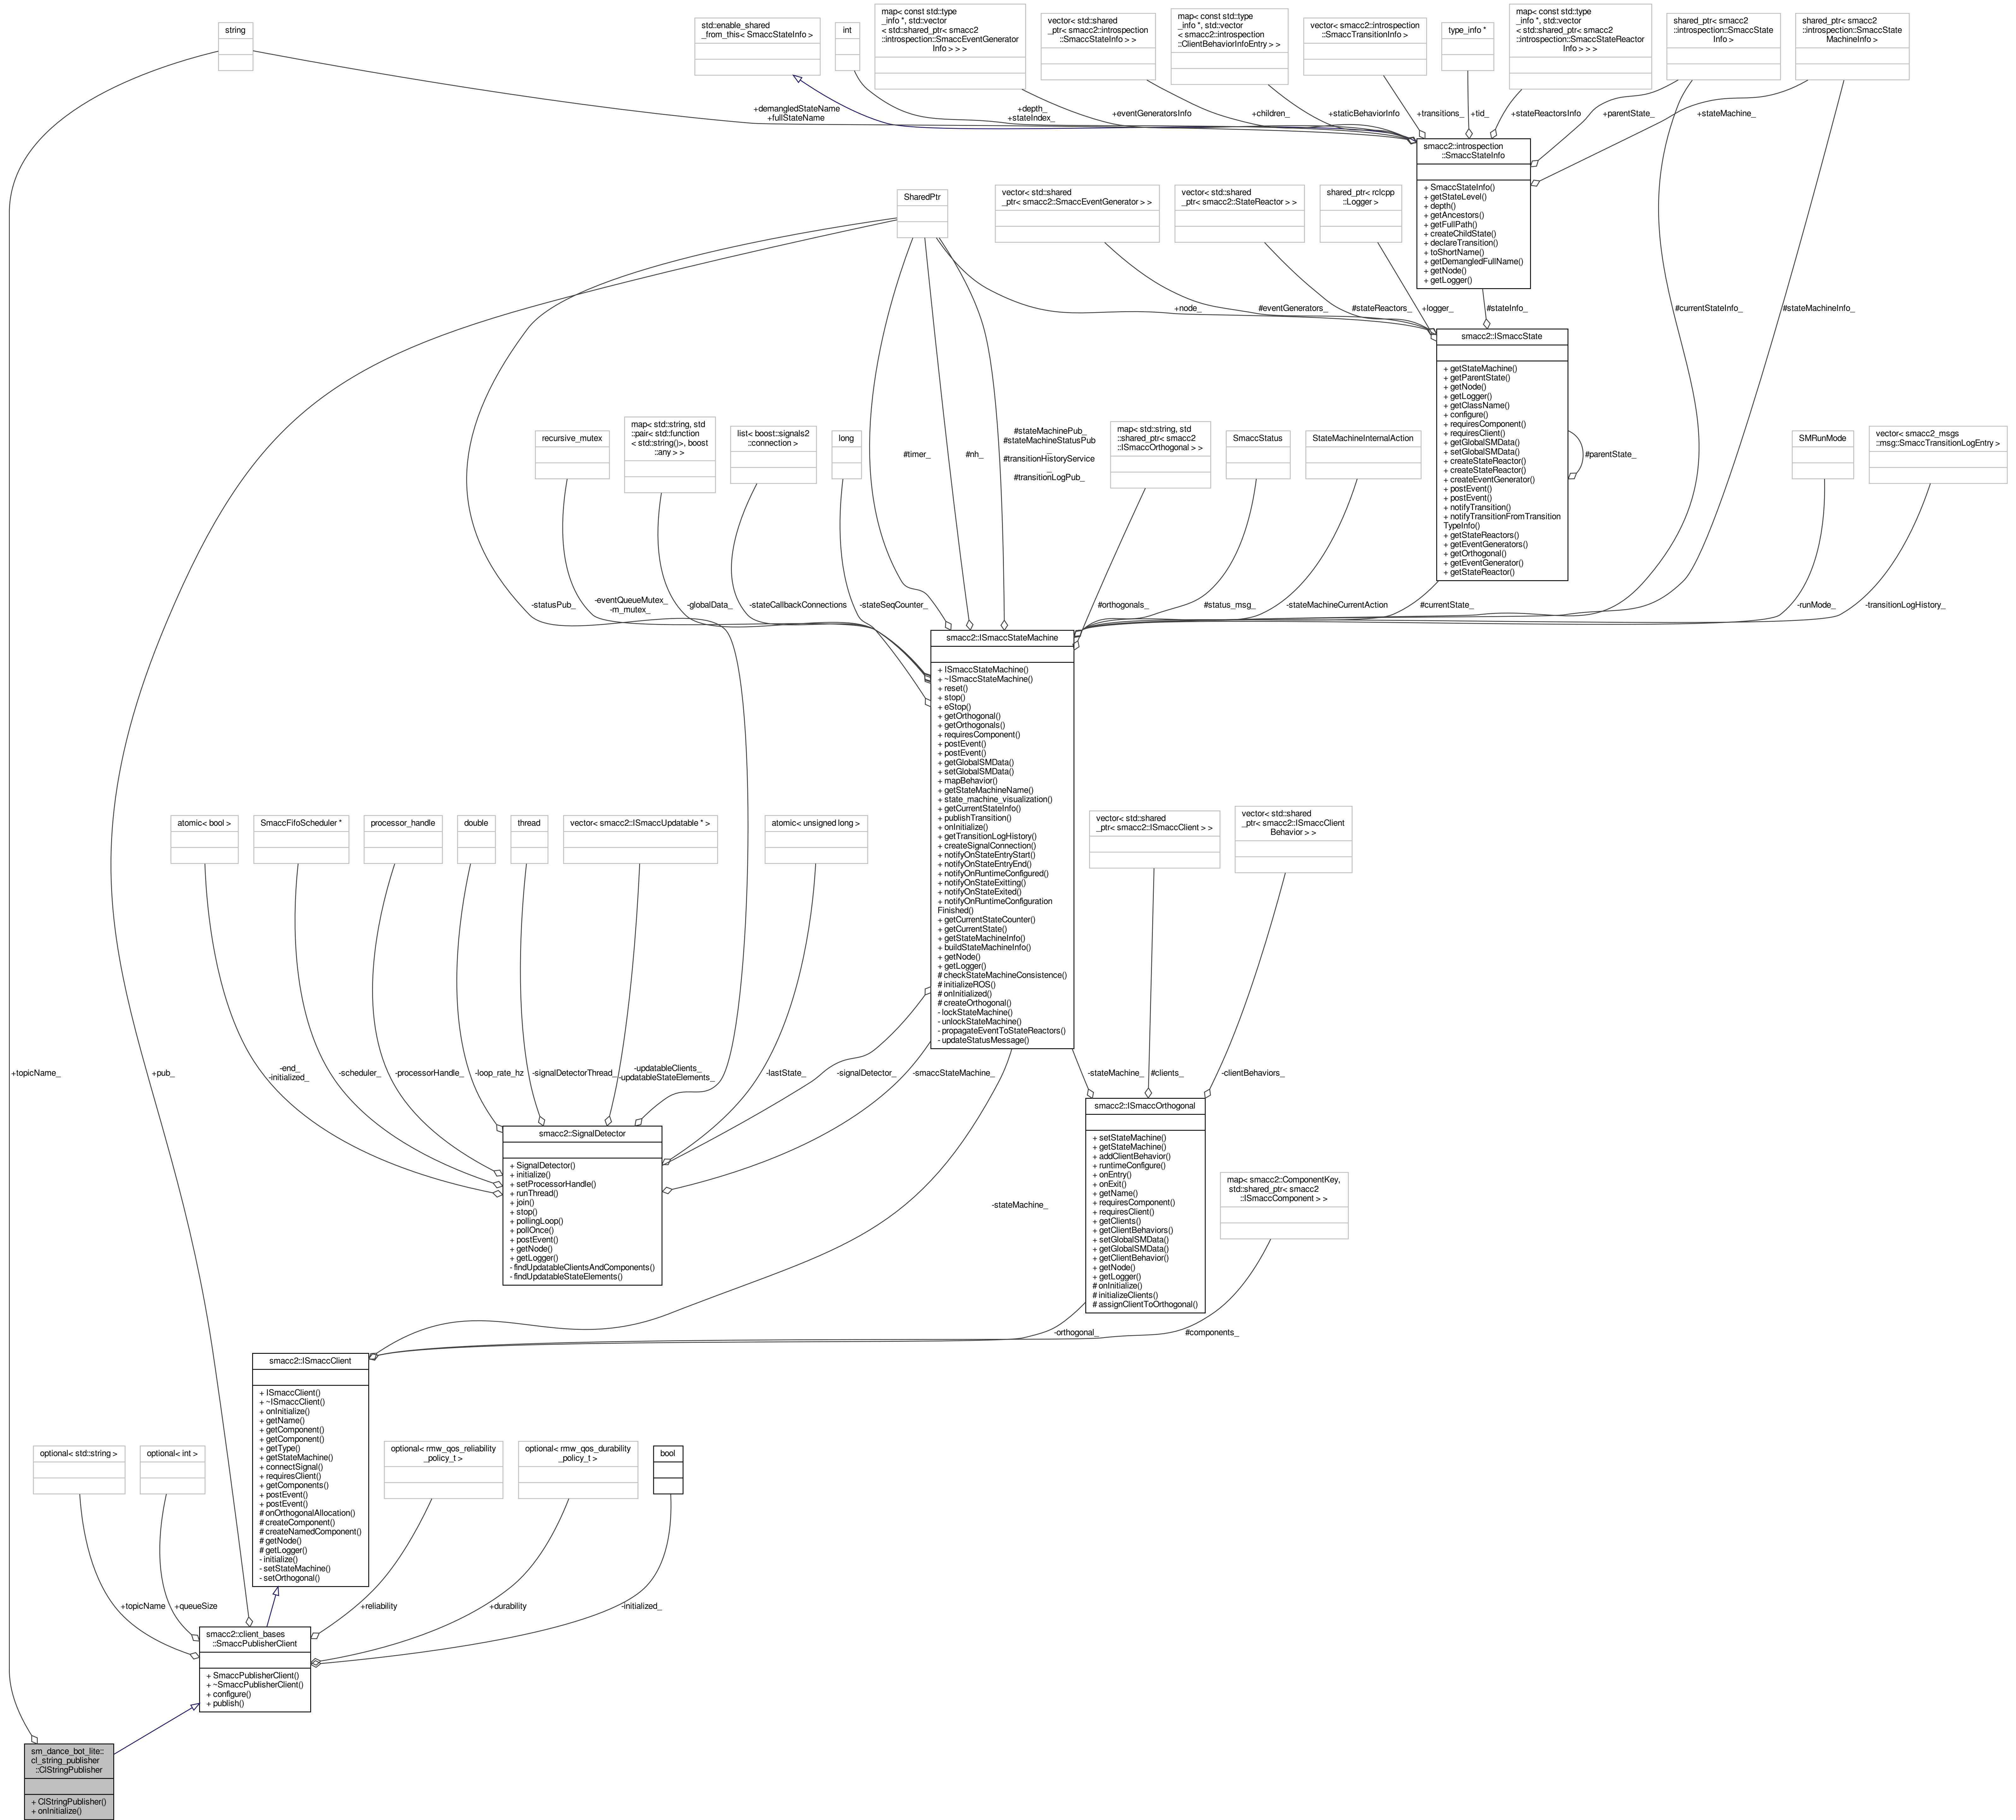 string
std::enable_shared
_from_this< SmaccStateInfo >
int
map< const std::type
_info *, std::vector
< std::shared_ptr< smacc2
::introspection::SmaccEventGenerator
Info > > >
vector< std::shared
_ptr< smacc2::introspection
::SmaccStateInfo > >
map< const std::type
_info *, std::vector
< smacc2::introspection
::ClientBehaviorInfoEntry > >
vector< smacc2::introspection
::SmaccTransitionInfo >
type_info *
map< const std::type
_info *, std::vector
< std::shared_ptr< smacc2
::introspection::SmaccStateReactor
Info > > >
shared_ptr< smacc2
::introspection::SmaccState
Info >
shared_ptr< smacc2
::introspection::SmaccState
MachineInfo >
+demangledStateName
+fullStateName
+depth_
+stateIndex_
+eventGeneratorsInfo
+children_
+staticBehaviorInfo
+transitions_
+tid_
+stateReactorsInfo
+parentState_
+stateMachine_
smacc2::introspection
::SmaccStateInfo
+ SmaccStateInfo()
+ getStateLevel()
+ depth()
+ getAncestors()
+ getFullPath()
+ createChildState()
+ declareTransition()
+ toShortName()
+ getDemangledFullName()
+ getNode()
+ getLogger()
SharedPtr
vector< std::shared
_ptr< smacc2::SmaccEventGenerator > >
vector< std::shared
_ptr< smacc2::StateReactor > >
shared_ptr< rclcpp
::Logger >
+node_
#eventGenerators_
#stateReactors_
+logger_
#stateInfo_
#currentStateInfo_
#stateMachineInfo_
smacc2::ISmaccState
+ getStateMachine()
+ getParentState()
+ getNode()
+ getLogger()
+ getClassName()
+ configure()
+ requiresComponent()
+ requiresClient()
+ getGlobalSMData()
+ setGlobalSMData()
+ createStateReactor()
+ createStateReactor()
+ createEventGenerator()
+ postEvent()
+ postEvent()
+ notifyTransition()
+ notifyTransitionFromTransition
TypeInfo()
+ getStateReactors()
+ getEventGenerators()
+ getOrthogonal()
+ getEventGenerator()
+ getStateReactor()
#parentState_
recursive_mutex
map< std::string, std
::pair< std::function
< std::string()>, boost
::any > >
list< boost::signals2
::connection >
long
#timer_
#nh_
#stateMachinePub_
#stateMachineStatusPub
_
#transitionHistoryService
_
#transitionLogPub_
map< std::string, std
::shared_ptr< smacc2
::ISmaccOrthogonal > >
SmaccStatus
StateMachineInternalAction
SMRunMode
vector< smacc2_msgs
::msg::SmaccTransitionLogEntry >
-statusPub_
-eventQueueMutex_
-m_mutex_
-globalData_
-stateCallbackConnections
-stateSeqCounter_
#orthogonals_
#status_msg_
-stateMachineCurrentAction
#currentState_
-runMode_
-transitionLogHistory_
smacc2::ISmaccStateMachine
+ ISmaccStateMachine()
+ ~ISmaccStateMachine()
+ reset()
+ stop()
+ eStop()
+ getOrthogonal()
+ getOrthogonals()
+ requiresComponent()
+ postEvent()
+ postEvent()
+ getGlobalSMData()
+ setGlobalSMData()
+ mapBehavior()
+ getStateMachineName()
+ state_machine_visualization()
+ getCurrentStateInfo()
+ publishTransition()
+ onInitialize()
+ getTransitionLogHistory()
+ createSignalConnection()
+ notifyOnStateEntryStart()
+ notifyOnStateEntryEnd()
+ notifyOnRuntimeConfigured()
+ notifyOnStateExitting()
+ notifyOnStateExited()
+ notifyOnRuntimeConfiguration
Finished()
+ getCurrentStateCounter()
+ getCurrentState()
+ getStateMachineInfo()
+ buildStateMachineInfo()
+ getNode()
+ getLogger()
# checkStateMachineConsistence()
# initializeROS()
# onInitialized()
# createOrthogonal()
- lockStateMachine()
- unlockStateMachine()
- propagateEventToStateReactors()
- updateStatusMessage()
atomic< bool >
SmaccFifoScheduler *
processor_handle
double
thread
vector< smacc2::ISmaccUpdatable * >
atomic< unsigned long >
vector< std::shared
_ptr< smacc2::ISmaccClient > >
vector< std::shared
_ptr< smacc2::ISmaccClient
Behavior > >
+topicName_
+pub_
-end_
-initialized_
-scheduler_
-processorHandle_
-loop_rate_hz
-signalDetectorThread_
-updatableClients_
-updatableStateElements_
-lastState_
-signalDetector_
-smaccStateMachine_
-stateMachine_
#clients_
-clientBehaviors_
smacc2::SignalDetector
+ SignalDetector()
+ initialize()
+ setProcessorHandle()
+ runThread()
+ join()
+ stop()
+ pollingLoop()
+ pollOnce()
+ postEvent()
+ getNode()
+ getLogger()
- findUpdatableClientsAndComponents()
- findUpdatableStateElements()
smacc2::ISmaccOrthogonal
+ setStateMachine()
+ getStateMachine()
+ addClientBehavior()
+ runtimeConfigure()
+ onEntry()
+ onExit()
+ getName()
+ requiresComponent()
+ requiresClient()
+ getClients()
+ getClientBehaviors()
+ setGlobalSMData()
+ getGlobalSMData()
+ getClientBehavior()
+ getNode()
+ getLogger()
# onInitialize()
# initializeClients()
# assignClientToOrthogonal()
map< smacc2::ComponentKey,
std::shared_ptr< smacc2
::ISmaccComponent > >
-stateMachine_
-orthogonal_
#components_
smacc2::ISmaccClient
+ ISmaccClient()
+ ~ISmaccClient()
+ onInitialize()
+ getName()
+ getComponent()
+ getComponent()
+ getType()
+ getStateMachine()
+ connectSignal()
+ requiresClient()
+ getComponents()
+ postEvent()
+ postEvent()
# onOrthogonalAllocation()
# createComponent()
# createNamedComponent()
# getNode()
# getLogger()
- initialize()
- setStateMachine()
- setOrthogonal()
optional< std::string >
optional< int >
optional< rmw_qos_reliability
_policy_t >
optional< rmw_qos_durability
_policy_t >
bool
+topicName
+queueSize
+reliability
+durability
-initialized_
smacc2::client_bases
::SmaccPublisherClient
+ SmaccPublisherClient()
+ ~SmaccPublisherClient()
+ configure()
+ publish()
sm_dance_bot_lite::
cl_string_publisher
::ClStringPublisher
+ ClStringPublisher()
+ onInitialize()